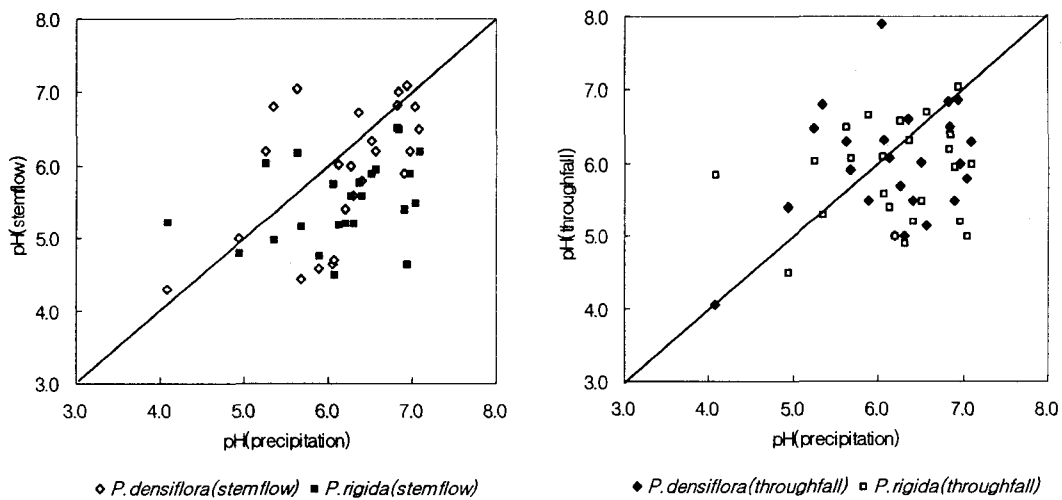 8.0
7.0
6.0
5.0
4.0
3.0
pH(stemflow)
3.0 4.0 5.0 6.0 7.0 8.0
pH(precipitation)
◇ P.densiflora(stemflow) ■ P.rigida(stemflow)
8.0
7.0
6.0
5.0
4.0
3.0
pH(throughfall)
3.0 4.0 5.0 6.0 7.0 8.0
pH(precipitation)
◆ P.densiflora(throughfall) □ P.rigida(throughfall)